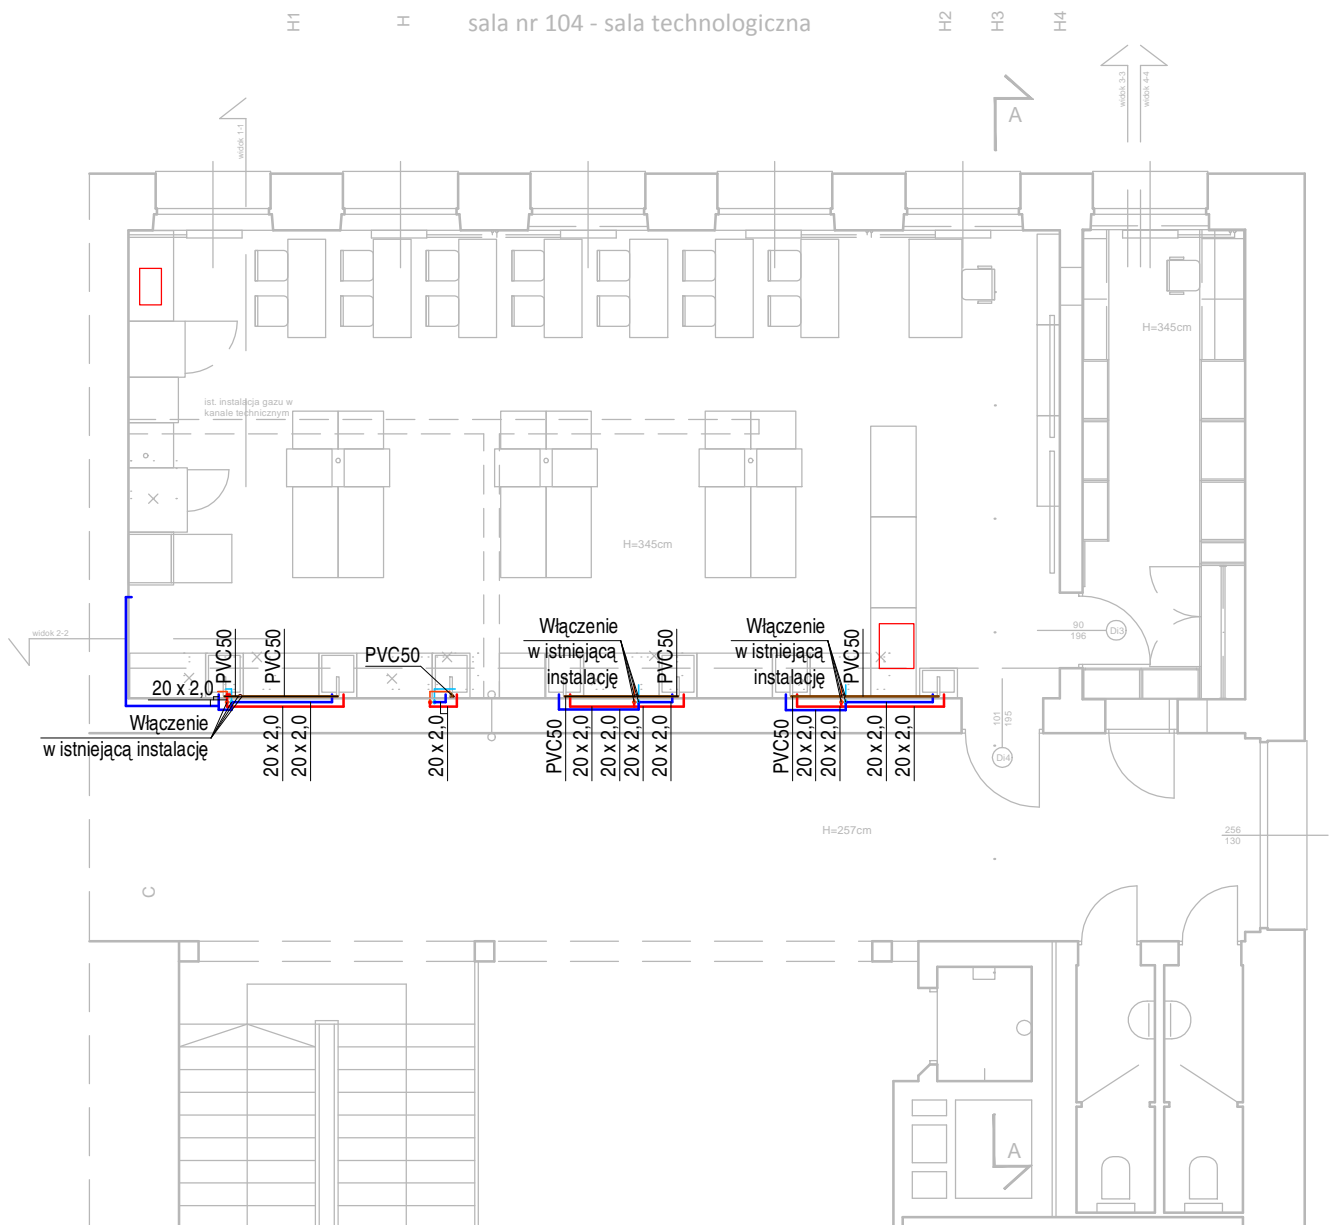 H1
H
sala nr 104 - sala technologiczna
H2
H3
H4
widok 3-3
widok 4-4
A
widok 1-1
H=345cm
ist. instalacja gazu w
kanale technicznym
H=345cm
widok 2-2
PVC50
PVC50
PVC50
Włączenie
w istniejącą
instalację
PVC50
Włączenie
w istniejącą
instalację
PVC50
90
196
Di3
20 x 2,0
Włączenie
w istniejącą instalację
20 x 2,0
20 x 2,0
20 x 2,0
C
PVC50
20 x 2,0
20 x 2,0
20 x 2,0
20 x 2,0
PVC50
20 x 2,0
20 x 2,0
20 x 2,0
20 x 2,0
101
195
Di4
H=257cm
256
130
C
A